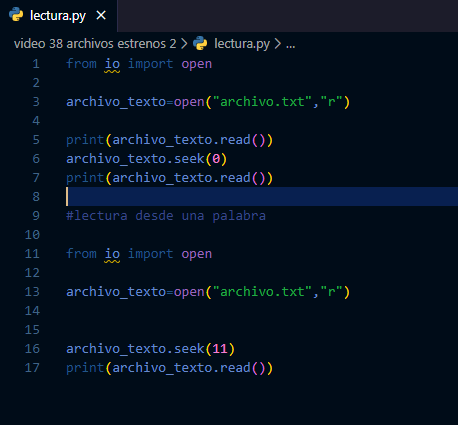 lectura.py ×
video 38 archivos estrenos 2 > lectura.py > ...
1 from io import open
2
3 archivo_texto=open("archivo.txt","r")
4
5 print(archivo_texto.read())
6 archivo_texto.seek(0)
7 print(archivo_texto.read())
8
9 #lectura desde una palabra
10
11 from io import open
12
13 archivo_texto=open("archivo.txt","r")
14
15
16 archivo_texto.seek(11)
17 print(archivo_texto.read())